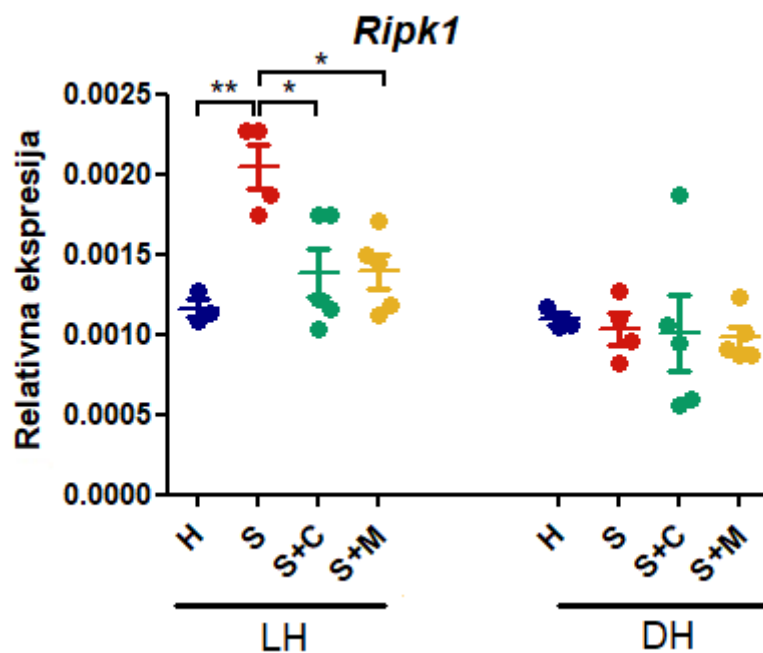 Ripk1
*
** *
Relativna ekspresija
0.0025
0.0020
0.0015
0.0010
0.0005
0.0000
H S S+C S+M H S S+C S+M
LH DH